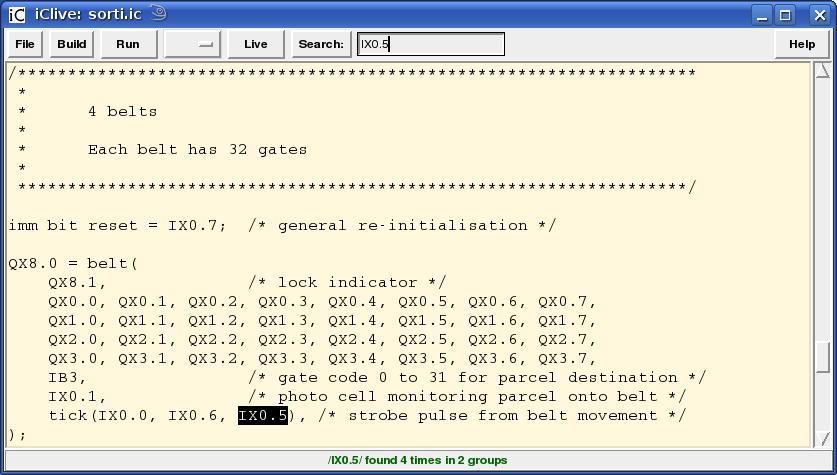 iC iClive: sorti.ic
File Build Run Live Search: IX0.5 Help
/********************************************************************
*
* 4 belts
*
* Each belt has 32 gates
*
*******************************************************************/
imm bit reset = IX0.7; /* general re-initialisation */
QX8.0 = belt(
QX8.1, /* lock indicator */
QX0.0, QX0.1, QX0.2, QX0.3, QX0.4, QX0.5, QX0.6, QX0.7,
QX1.0, QX1.1, QX1.2, QX1.3, QX1.4, QX1.5, QX1.6, QX1.7,
QX2.0, QX2.1, QX2.2, QX2.3, QX2.4, QX2.5, QX2.6, QX2.7,
QX3.0, QX3.1, QX3.2, QX3.3, QX3.4, QX3.5, QX3.6, QX3.7,
IB3, /* gate code 0 to 31 for parcel destination */
IX0.1, /* photo cell monitoring parcel onto belt */
tick(IX0.0, IX0.6, IX0.5), /* strobe pulse from belt movement */
);
/IX0.5/ found 4 times in 2 groups